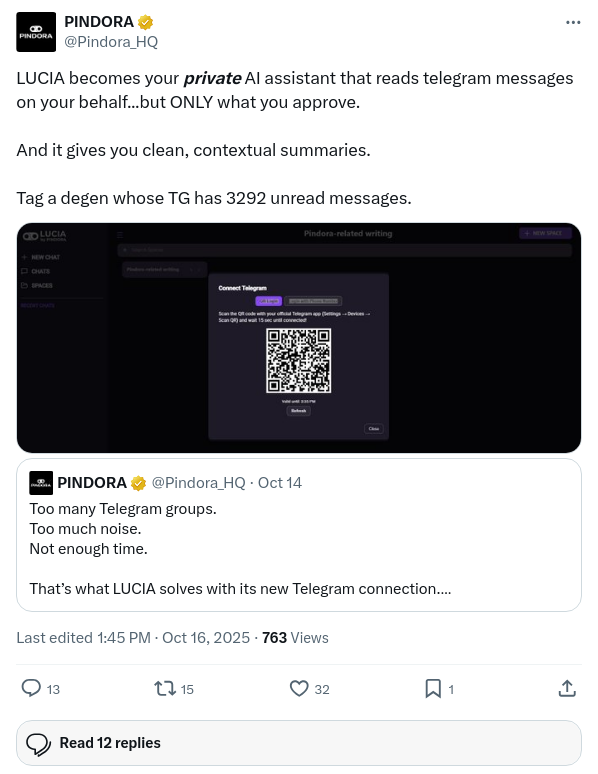 PINDORA
@Pindora_HQ
LUCIA becomes your private AI assistant that reads telegram messages
on your behalf...but ONLY what you approve.
And it gives you clean, contextual summaries.
Tag a degen whose TG has 3292 unread messages.
LUCIA
by PINDORA
Pindora-related writing
+ NEW SPACE
+ NEW CHAT
CHATS
SPACES
Pindora-related writing
Connect Telegram
Scan the QR code with your official Telegram app (Settings → Devices →
Scan QR) and wait 15 sec until connected!
Refresh
Close
PINDORA @Pindora_HQ · Oct 14
Too many Telegram groups.
Too much noise.
Not enough time.
That's what LUCIA solves with its new Telegram connection....
Last edited 1:45 PM · Oct 16, 2025 · 763 Views
13 15 32 1
Read 12 replies